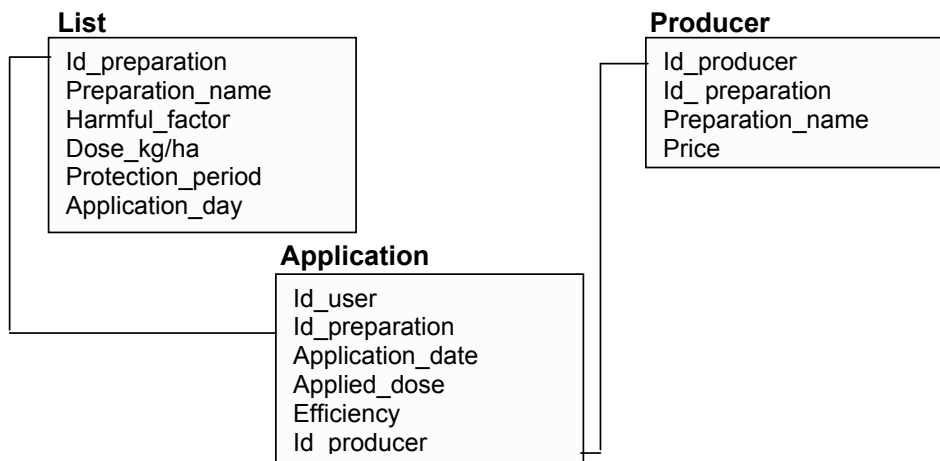 List
Id_preparation
Preparation_name
Harmful_factor
Dose_kg/ha
Protection_period
Application_day
Producer
Id_producer
Id_ preparation
Preparation_name
Price
Application
Id_user
Id_preparation
Application_date
Applied_dose
Efficiency
Id_producer